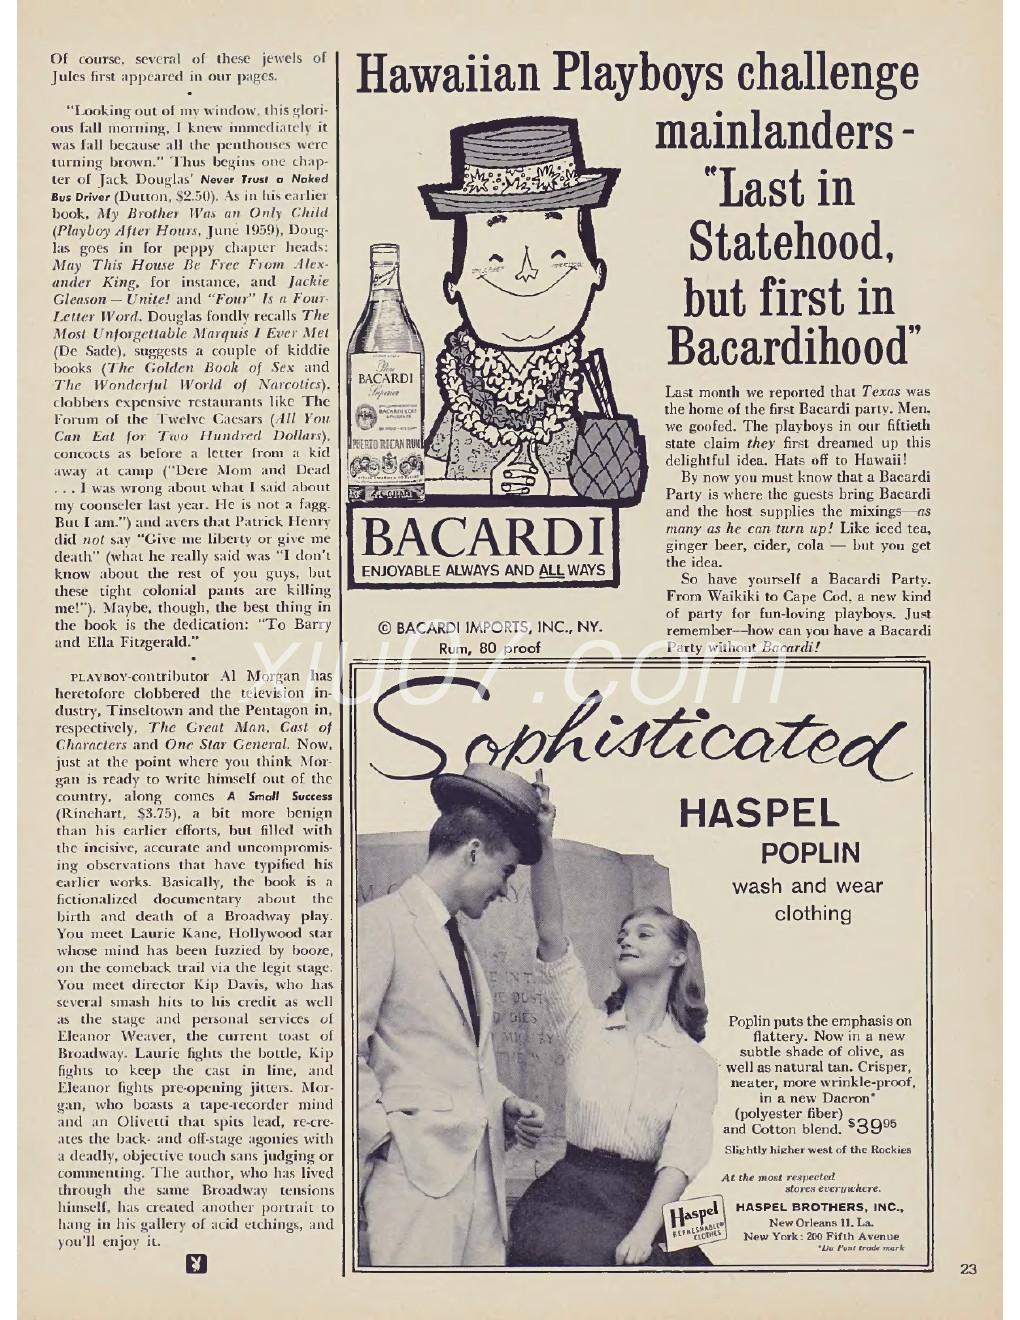 Of course, several of these jewels of
Jules first appeared in our pages.
•
"Looking out of my window, this glori-
ous fall morning, I knew immediately it
was fall because all the penthouses were
turning brown." Thus begins one chap-
ter of Jack Douglas' Never Trust a Naked
Bus Driver (Dutton, $2.50). As in his earlier
book, My Brother Was an Only Child
(Playboy After Hours, June 1959), Doug-
las goes in for peppy chapter heads:
May This House Be Free From Alex-
ander King, for instance, and Jackie
Gleason — Unite! and "Four" Is a Four-
Letter Word. Douglas fondly recalls The
Most Unforgettable Marquis I Ever Met
(De Sade), suggests a couple of kiddie
books (The Golden Book of Sex and
The Wonderful World of Narcotics),
clobbers expensive restaurants like The
Forum of the Twelve Caesars (All You
Can Eat for Two Hundred Dollars),
concocts as before a letter from a kid
away at camp ("Dere Mom and Dead
. . . I was wrong about what I said about
my coonseler last year. He is not a fagg.
But I am.") and avers that Patrick Henry
did not say "Give me liberty or give me
death" (what he really said was "I don't
know about the rest of you guys, but
these tight colonial pants are killing
me!"). Maybe, though, the best thing in
the book is the dedication: "To Barry
and Ella Fitzgerald."
•
PLAYBOY-contributor Al Morgan has
heretofore clobbered the television in-
dustry, Tinseltown and the Pentagon in,
respectively, The Great Man, Cast of
Characters and One Star General. Now,
just at the point where you think Mor-
gan is ready to write himself out of the
country, along comes A Small Success
(Rinehart, $3.75), a bit more benign
than his earlier efforts, but filled with
the incisive, accurate and uncompromis-
ing observations that have typified his
earlier works. Basically, the book is a
fictionalized documentary about the
birth and death of a Broadway play.
You meet Laurie Kane, Hollywood star
whose mind has been fuzzied by booze,
on the comeback trail via the legit stage.
You meet director Kip Davis, who has
several smash hits to his credit as well
as the stage and personal services of
Eleanor Weaver, the current toast of
Broadway. Laurie fights the bottle, Kip
fights to keep the cast in line, and
Eleanor fights pre-opening jitters. Mor-
gan, who boasts a tape-recorder mind
and an Olivetti that spits lead, re-cre-
ates the back- and off-stage agonies with
a deadly, objective touch sans judging or
commenting. The author, who has lived
through the same Broadway tensions
himself, has created another portrait to
hang in his gallery of acid etchings, and
you'll enjoy it.
Hawaiian Playboys challenge
mainlanders -
"Last in
Statehood,
but first in
Bacardihood"
Last month we reported that Texas was
the home of the first Bacardi party. Men,
we goofed. The playboys in our fiftieth
state claim they first dreamed up this
delightful idea. Hats off to Hawaii!
By now you must know that a Bacardi
Party is where the guests bring Bacardi
and the host supplies the mixings—as
many as he can turn up! Like iced tea,
ginger beer, cider, cola — but you get
the idea.
So have yourself a Bacardi Party.
From Waikiki to Cape Cod, a new kind
of party for fun-loving playboys. Just
remember—how can you have a Bacardi
Party without Bacardi!
BACARDI
Superior
PUERTO RICAN RUM
BACARDI
ENJOYABLE ALWAYS AND ALL WAYS
© BACARDI IMPORTS, INC., NY.
Rum, 80 proof
xiu07.com
Sophisticated
HASPEL
POPLIN
wash and wear
clothing
Poplin puts the emphasis on
flattery. Now in a new
subtle shade of olive, as
well as natural tan. Crisper,
neater, more wrinkle-proof,
in a new Dacron*
(polyester fiber)
and Cotton blend. $39⁹⁵
Slightly higher west of the Rockies
At the most respected
stores everywhere.
Haspel
REFRESHABLE
CLOTHES
HASPEL BROTHERS, INC.,
New Orleans 11, La.
New York: 200 Fifth Avenue
*Du Pont trade mark
23